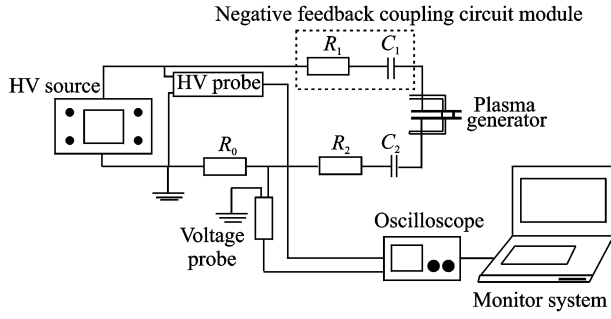 Negative feedback coupling circuit module
R1
C1
HV source
HV probe
Plasma
generator
R0
R2
C2
Voltage
probe
Oscilloscope
Monitor system